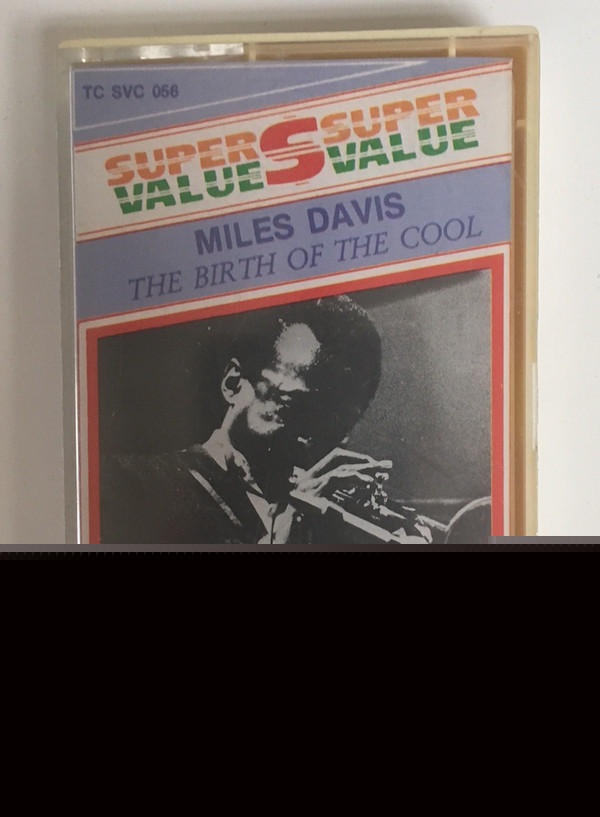 TC SVC 056
SUPER S SUPER
VALUE VALUE
MILES DAVIS
THE BIRTH OF THE COOL